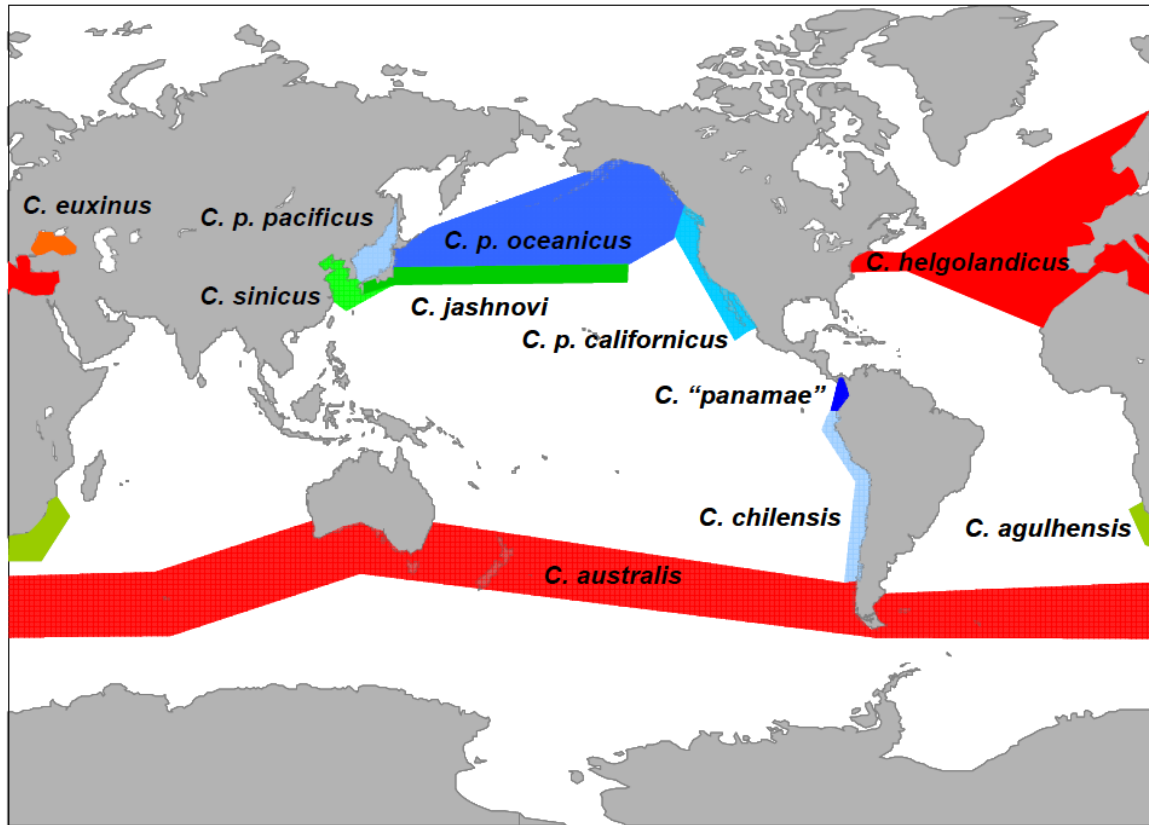 C. euxinus
C. p. pacificus
C. p. oceanicus
C. helgolandicus
C. sinicus
C. jashnovi
C. p. californicus
C. “panamae”
C. chilensis
C. agulhensis
C. australis